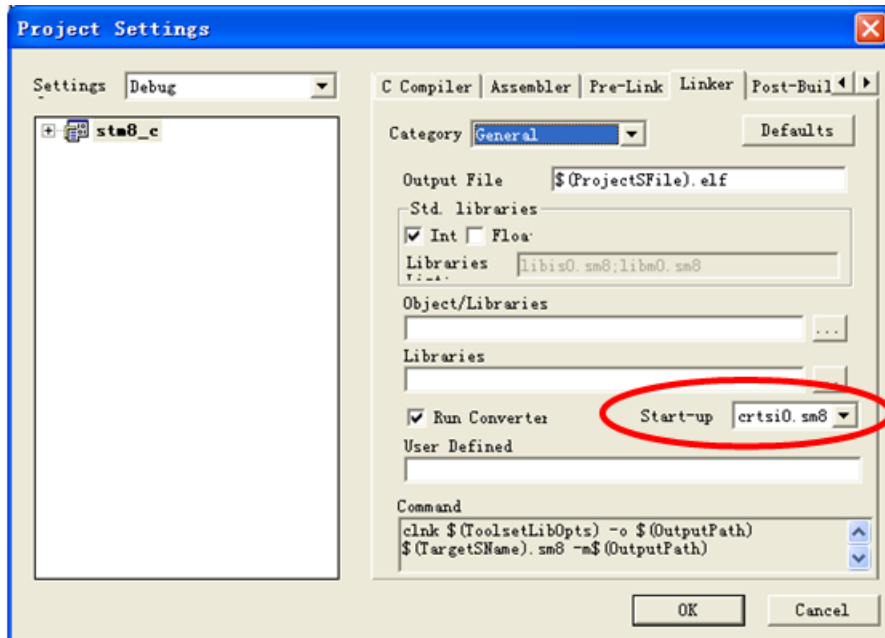 Project Settings
Settings Debug
C Compiler Assembler Pre-Link Linker Post-Buil
stm8_c
Category General Defaults
Output File $(ProjectSFile).elf
Std. libraries
Int Floa
Libraries libis0.sm8;libm0.sm8
Object/Libraries
...
Libraries
...
Run Converter Start-up crtsi0.sm8
User Defined
Command
clnk $(ToolsetLibOpts) -o $(OutputPath)
$(TargetSName).sm8 -m$(OutputPath)
OK Cancel